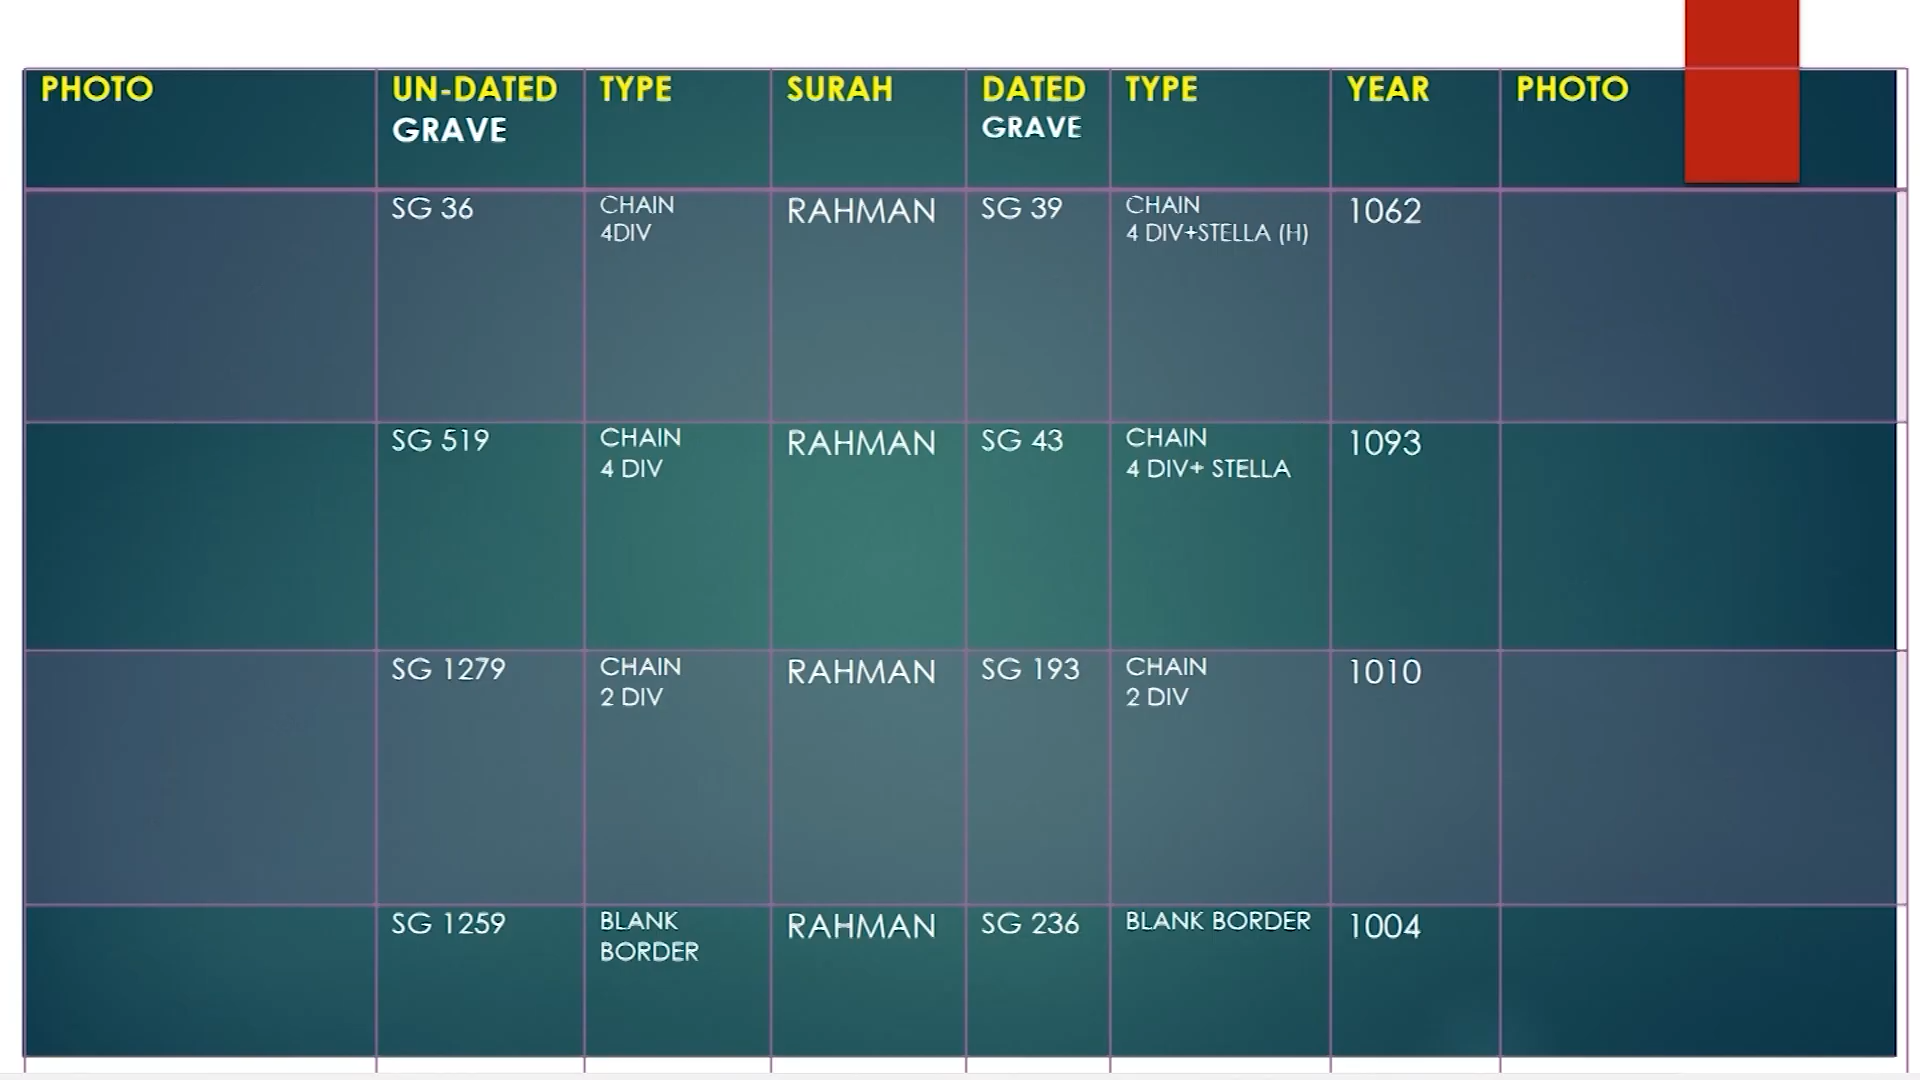 PHOTO UN-DATED TYPE SURAH DATED TYPE YEAR PHOTO
GRAVE GRAVE
SG 36 CHAIN RAHMAN SG 39 CHAIN 1062
4DIV 4 DIV+STELLA (H)
SG 519 CHAIN RAHMAN SG 43 CHAIN 1093
4 DIV 4 DIV+ STELLA
SG 1279 CHAIN RAHMAN SG 193 CHAIN 1010
2 DIV 2 DIV
SG 1259 BLANK RAHMAN SG 236 BLANK BORDER 1004
BORDER